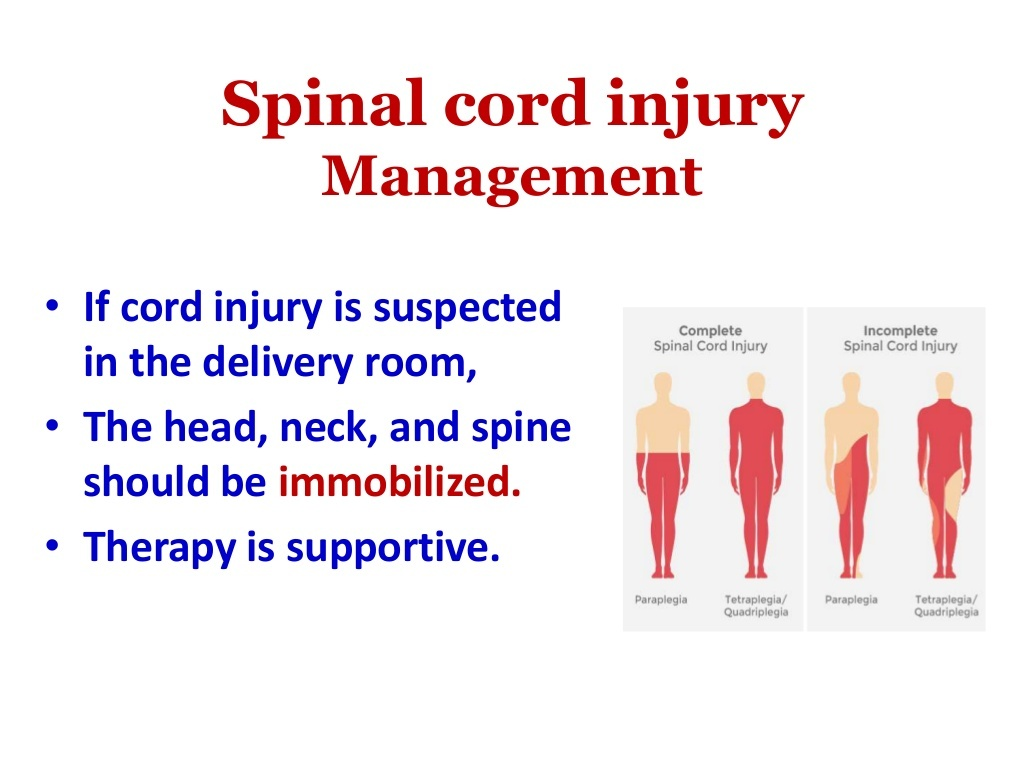 Spinal cord injury
Management
• If cord injury is suspected
in the delivery room,
• The head, neck, and spine
should be immobilized.
• Therapy is supportive.
Complete
Spinal Cord Injury
Incomplete
Spinal Cord Injury
Paraplegia
Tetraplegia/
Quadriplegia
Paraplegia
Tetraplegia/
Quadriplegia